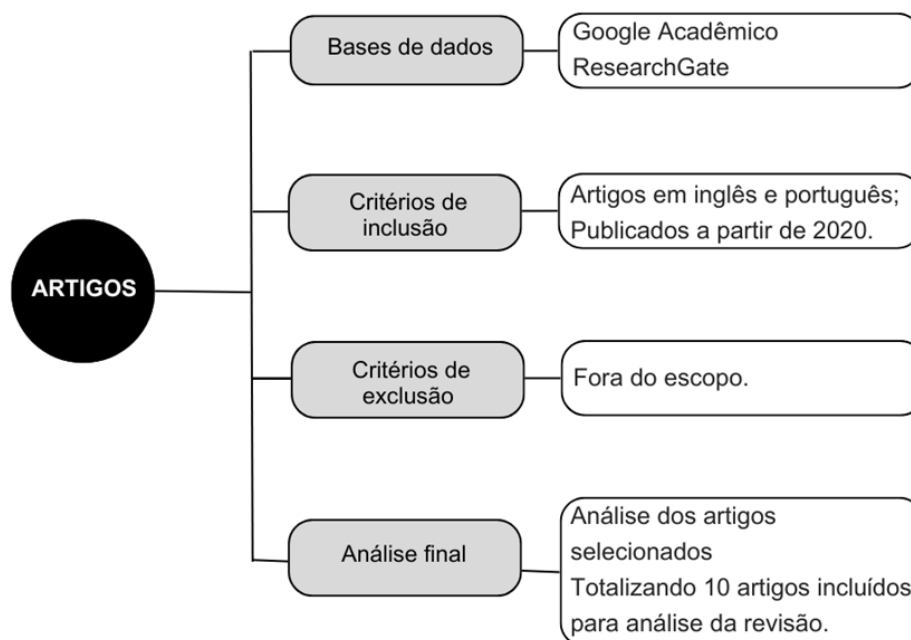 ARTIGOS
Bases de dados
Google Acadêmico
ResearchGate
Critérios de
inclusão
Artigos em inglês e português;
Publicados a partir de 2020.
Critérios de
exclusão
Fora do escopo.
Análise final
Análise dos artigos
selecionados
Totalizando 10 artigos incluídos
para análise da revisão.